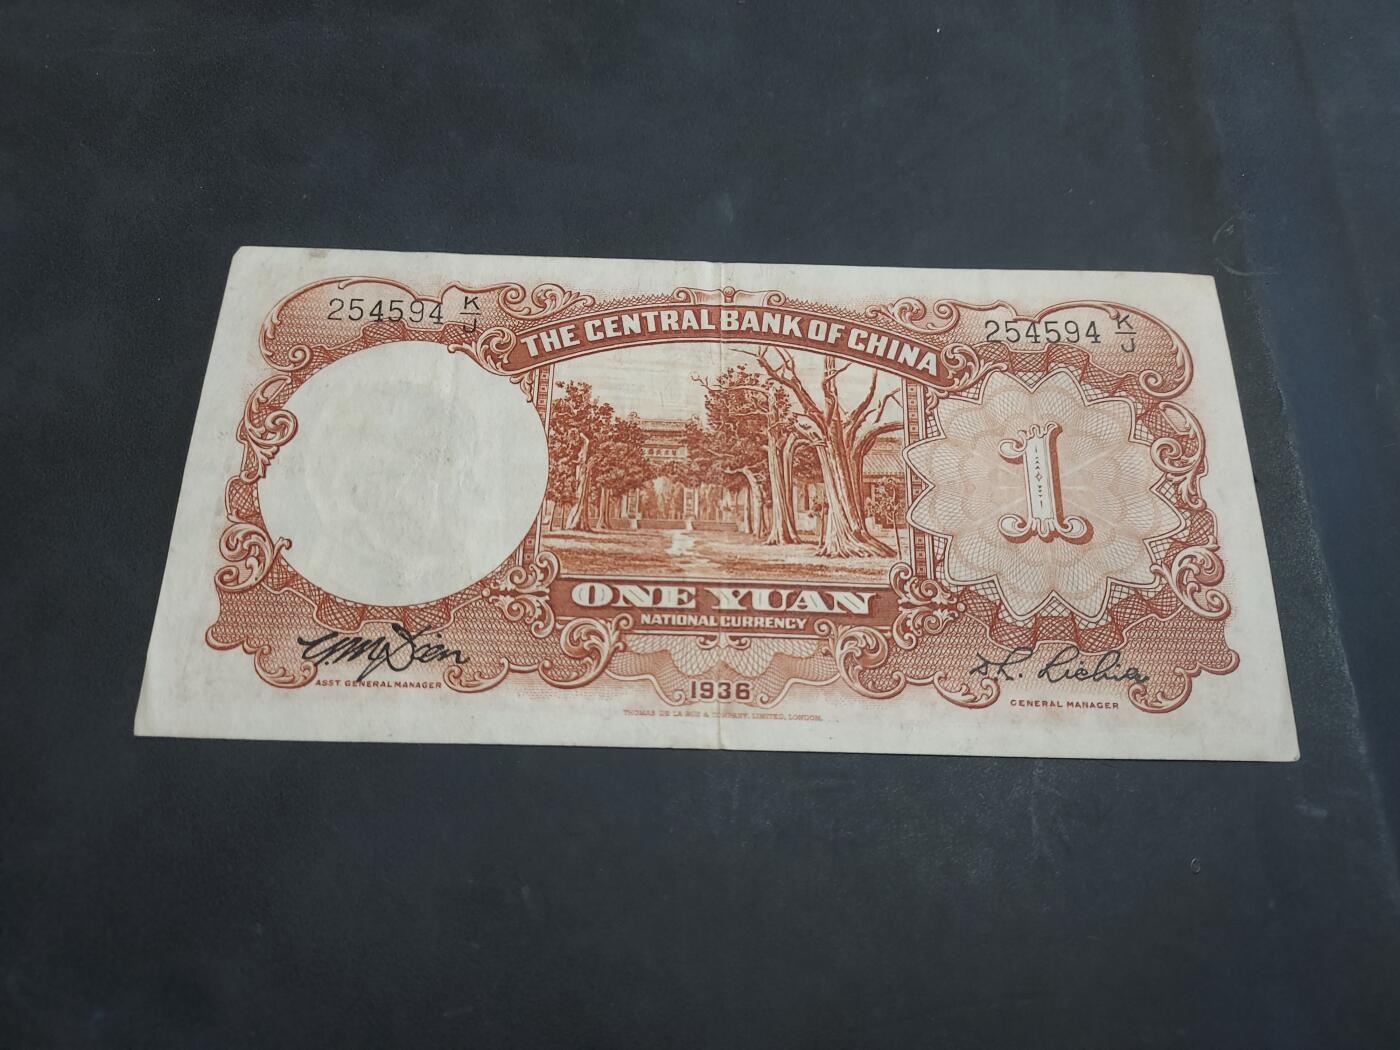 254594 K/J
254594 K/J
THE CENTRAL BANK OF CHINA
1
ONE YUAN
NATIONAL CURRENCY
ASST. GENERAL MANAGER
GENERAL MANAGER
1936
THOMAS DE LA RUE & COMPANY, LIMITED, LONDON.